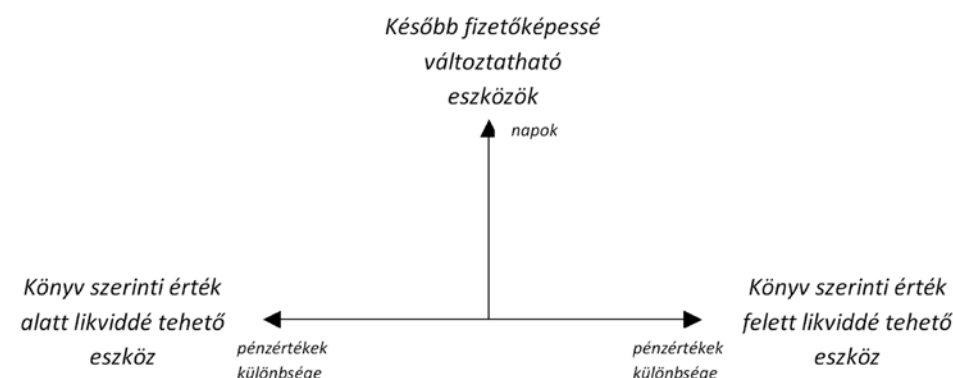 Később fizetőképessé
változtatható
eszközök
napok
Könyv szerinti érték
alatt likviddé tehető
eszköz
pénzértékek
különbsége
pénzértékek
különbsége
Könyv szerinti érték
felett likviddé tehető
eszköz